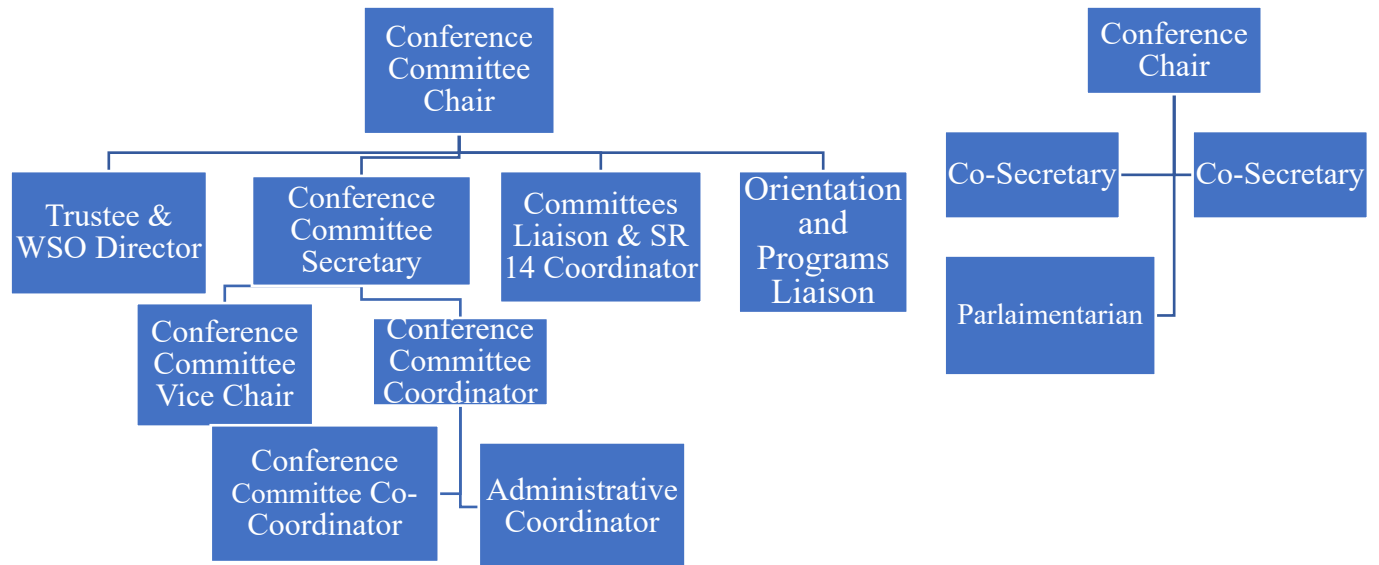 Conference
Committee
Chair
Conference
Chair
Trustee &
WSO Director
Conference
Committee
Secretary
Committees
Liaison & SR
14 Coordinator
Orientation
and
Programs
Liaison
Co-Secretary
Co-Secretary
Parlaimentarian
Conference
Committee
Vice Chair
Conference
Committee
Coordinator
Conference
Committee Co-
Coordinator
Administrative
Coordinator